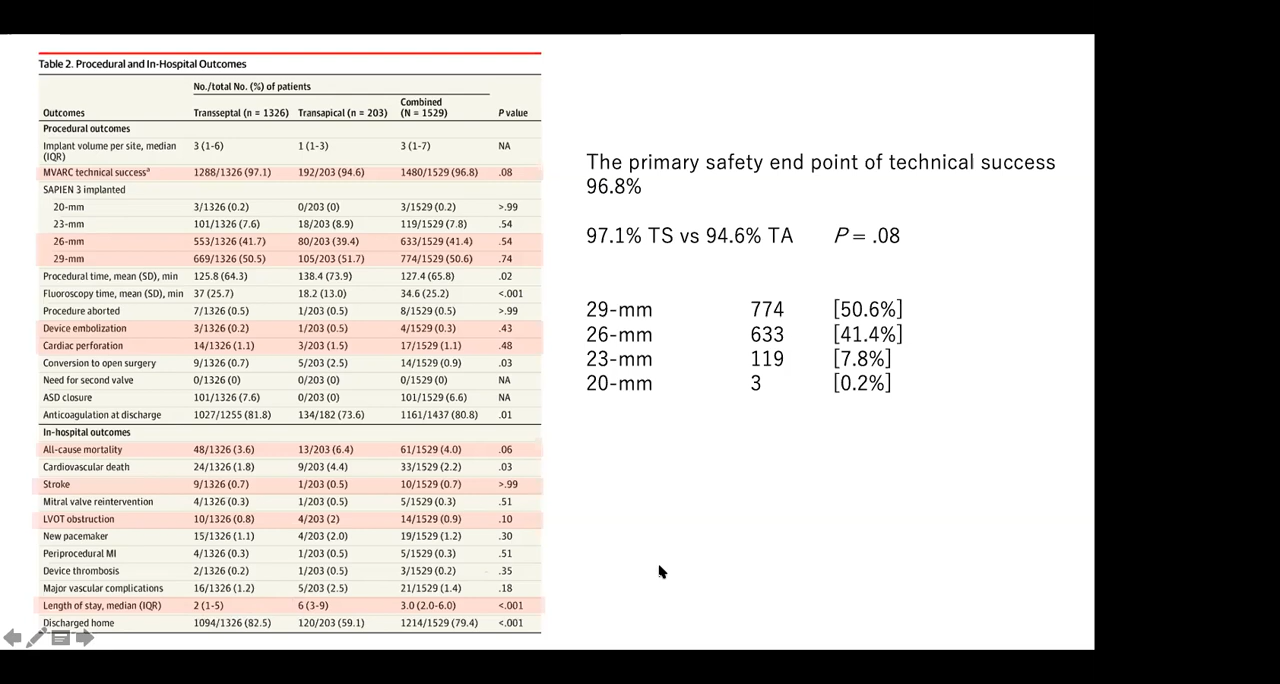 Table 2. Procedural and In-Hospital Outcomes
No./total No. (%) of patients
Outcomes Transseptal (n = 1326) Transapical (n = 203) Combined (N = 1529) P value
Procedural outcomes
Implant volume per site, median (IQR) 3 (1-6) 1 (1-3) 3 (1-7) NA
MVARC technical successᵃ 1288/1326 (97.1) 192/203 (94.6) 1480/1529 (96.8) .08
SAPIEN 3 implanted
20-mm 3/1326 (0.2) 0/203 (0) 3/1529 (0.2) >.99
23-mm 101/1326 (7.6) 18/203 (8.9) 119/1529 (7.8) .54
26-mm 553/1326 (41.7) 80/203 (39.4) 633/1529 (41.4) .54
29-mm 669/1326 (50.5) 105/203 (51.7) 774/1529 (50.6) .74
Procedural time, mean (SD), min 125.8 (64.3) 138.4 (73.9) 127.4 (65.8) .02
Fluoroscopy time, mean (SD), min 37 (25.7) 18.2 (13.0) 34.6 (25.2) <.001
Procedure aborted 7/1326 (0.5) 1/203 (0.5) 8/1529 (0.5) >.99
Device embolization 3/1326 (0.2) 1/203 (0.5) 4/1529 (0.3) .43
Cardiac perforation 14/1326 (1.1) 3/203 (1.5) 17/1529 (1.1) .48
Conversion to open surgery 9/1326 (0.7) 5/203 (2.5) 14/1529 (0.9) .03
Need for second valve 0/1326 (0) 0/203 (0) 0/1529 (0) NA
ASD closure 101/1326 (7.6) 0/203 (0) 101/1529 (6.6) NA
Anticoagulation at discharge 1027/1255 (81.8) 134/182 (73.6) 1161/1437 (80.8) .01
In-hospital outcomes
All-cause mortality 48/1326 (3.6) 13/203 (6.4) 61/1529 (4.0) .06
Cardiovascular death 24/1326 (1.8) 9/203 (4.4) 33/1529 (2.2) .03
Stroke 9/1326 (0.7) 1/203 (0.5) 10/1529 (0.7) >.99
Mitral valve reintervention 4/1326 (0.3) 1/203 (0.5) 5/1529 (0.3) .51
LVOT obstruction 10/1326 (0.8) 4/203 (2) 14/1529 (0.9) .10
New pacemaker 15/1326 (1.1) 4/203 (2.0) 19/1529 (1.2) .30
Periprocedural MI 4/1326 (0.3) 1/203 (0.5) 5/1529 (0.3) .51
Device thrombosis 2/1326 (0.2) 1/203 (0.5) 3/1529 (0.2) .35
Major vascular complications 16/1326 (1.2) 5/203 (2.5) 21/1529 (1.4) .18
Length of stay, median (IQR) 2 (1-5) 6 (3-9) 3.0 (2.0-6.0) <.001
Discharged home 1094/1326 (82.5) 120/203 (59.1) 1214/1529 (79.4) <.001
The primary safety end point of technical success
96.8%
97.1% TS vs 94.6% TA P = .08
29-mm 774 [50.6%]
26-mm 633 [41.4%]
23-mm 119 [7.8%]
20-mm 3 [0.2%]